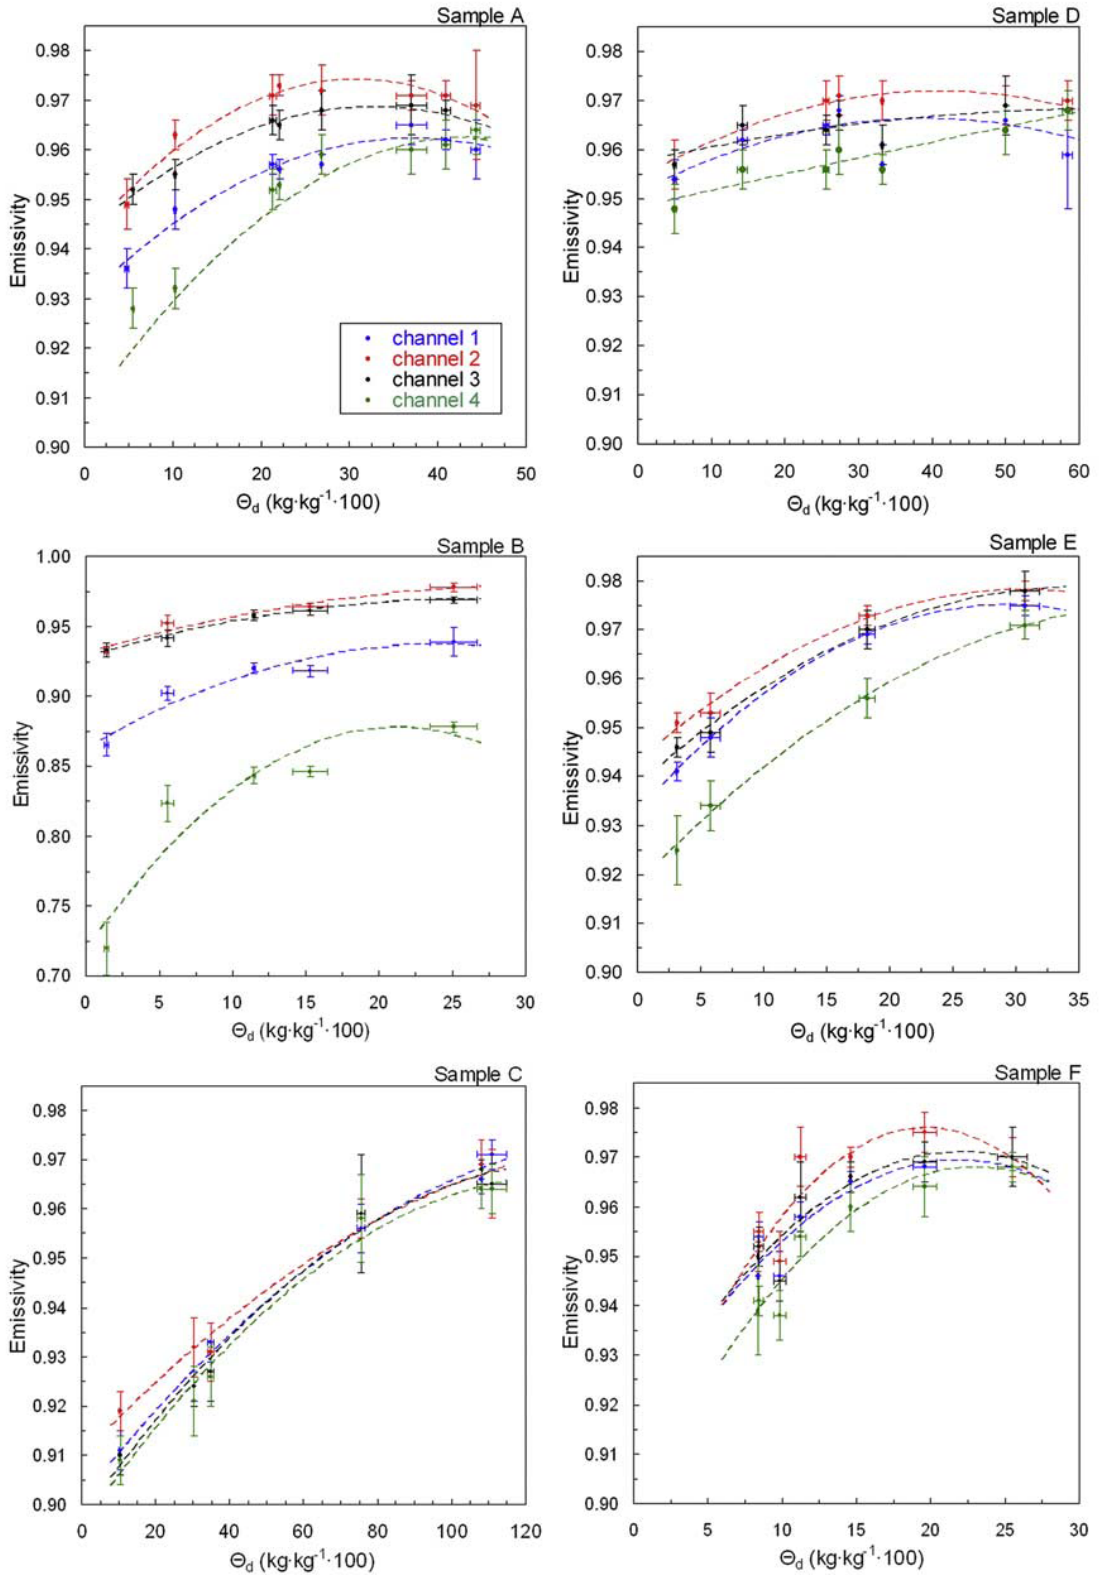 Sample A
0.98
0.97
0.96
0.95
0.94
0.93
0.92
0.91
0.90
Emissivity
channel 1
channel 2
channel 3
channel 4
0 10 20 30 40 50
Θd (kg·kg-1·100)
Sample D
0.98
0.97
0.96
0.95
0.94
0.93
0.92
0.91
0.90
Emissivity
0 10 20 30 40 50 60
Θd (kg·kg-1·100)
Sample B
1.00
0.95
0.90
0.85
0.80
0.75
0.70
Emissivity
0 5 10 15 20 25 30
Θd (kg·kg-1·100)
Sample E
0.98
0.97
0.96
0.95
0.94
0.93
0.92
0.91
0.90
Emissivity
0 5 10 15 20 25 30 35
Θd (kg·kg-1·100)
Sample C
0.98
0.97
0.96
0.95
0.94
0.93
0.92
0.91
0.90
Emissivity
0 20 40 60 80 100 120
Θd (kg·kg-1·100)
Sample F
0.98
0.97
0.96
0.95
0.94
0.93
0.92
0.91
0.90
Emissivity
0 5 10 15 20 25 30
Θd (kg·kg-1·100)